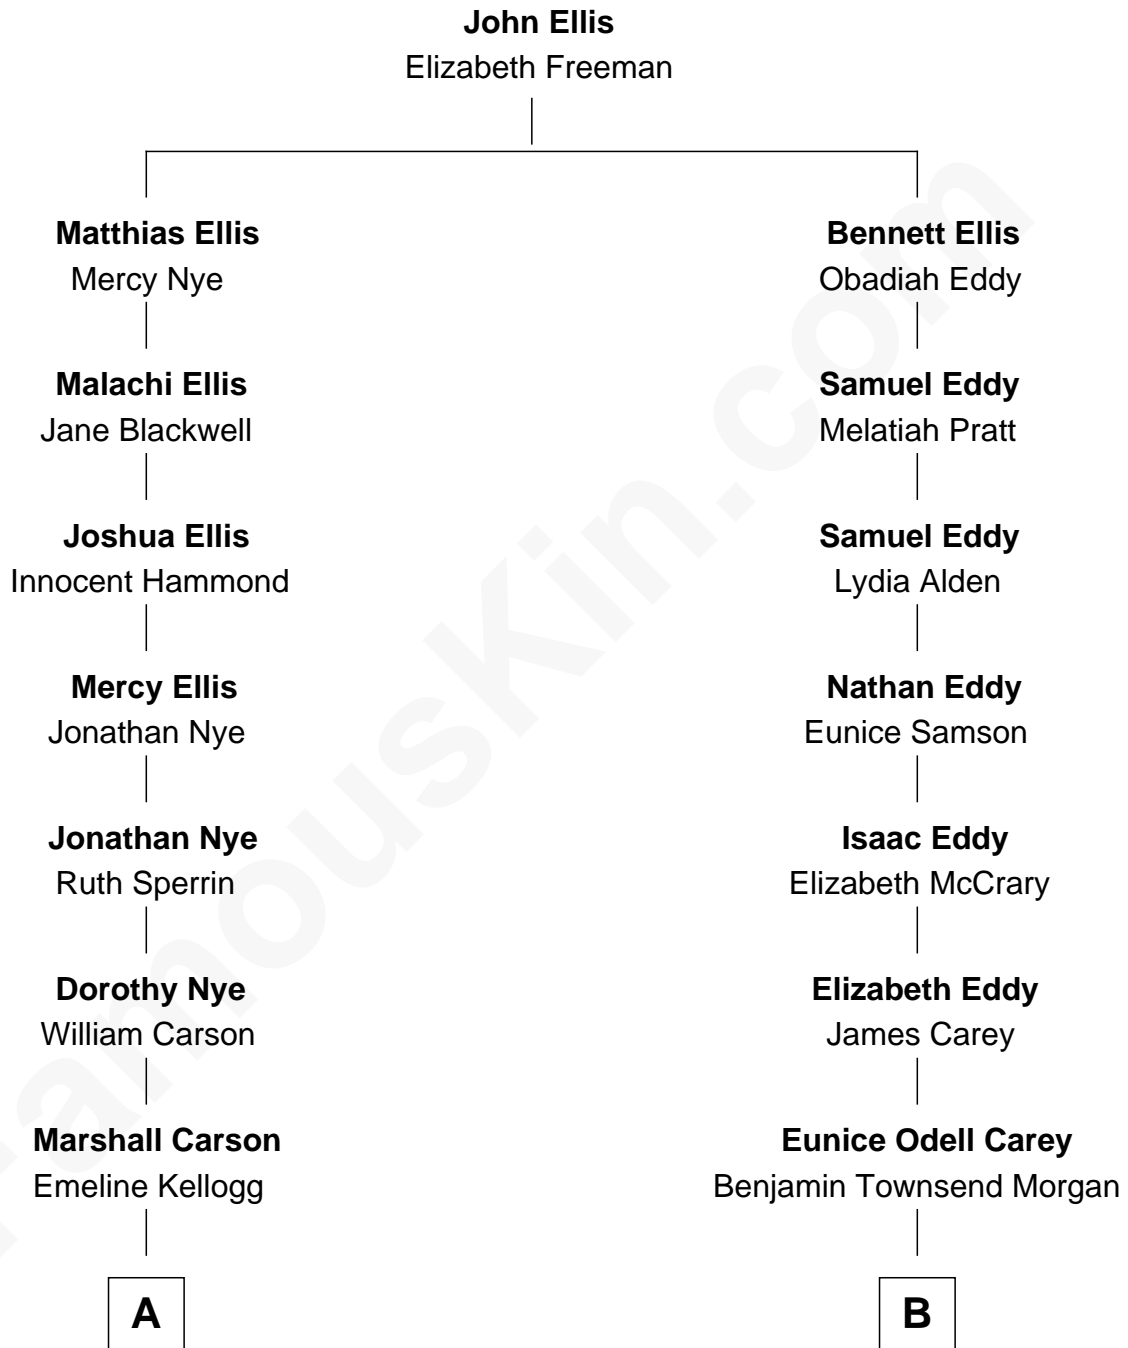 John Ellis
Elizabeth Freeman
Matthias Ellis
Mercy Nye
Bennett Ellis
Obadiah Eddy
Malachi Ellis
Jane Blackwell
Samuel Eddy
Melatiah Pratt
Joshua Ellis
Innocent Hammond
Samuel Eddy
Lydia Alden
Mercy Ellis
Jonathan Nye
Nathan Eddy
Eunice Samson
Jonathan Nye
Ruth Sperrin
Isaac Eddy
Elizabeth McCrary
Dorothy Nye
William Carson
Elizabeth Eddy
James Carey
Marshall Carson
Emeline Kellogg
Eunice Odell Carey
Benjamin Townsend Morgan
A
B
FamousKin.com